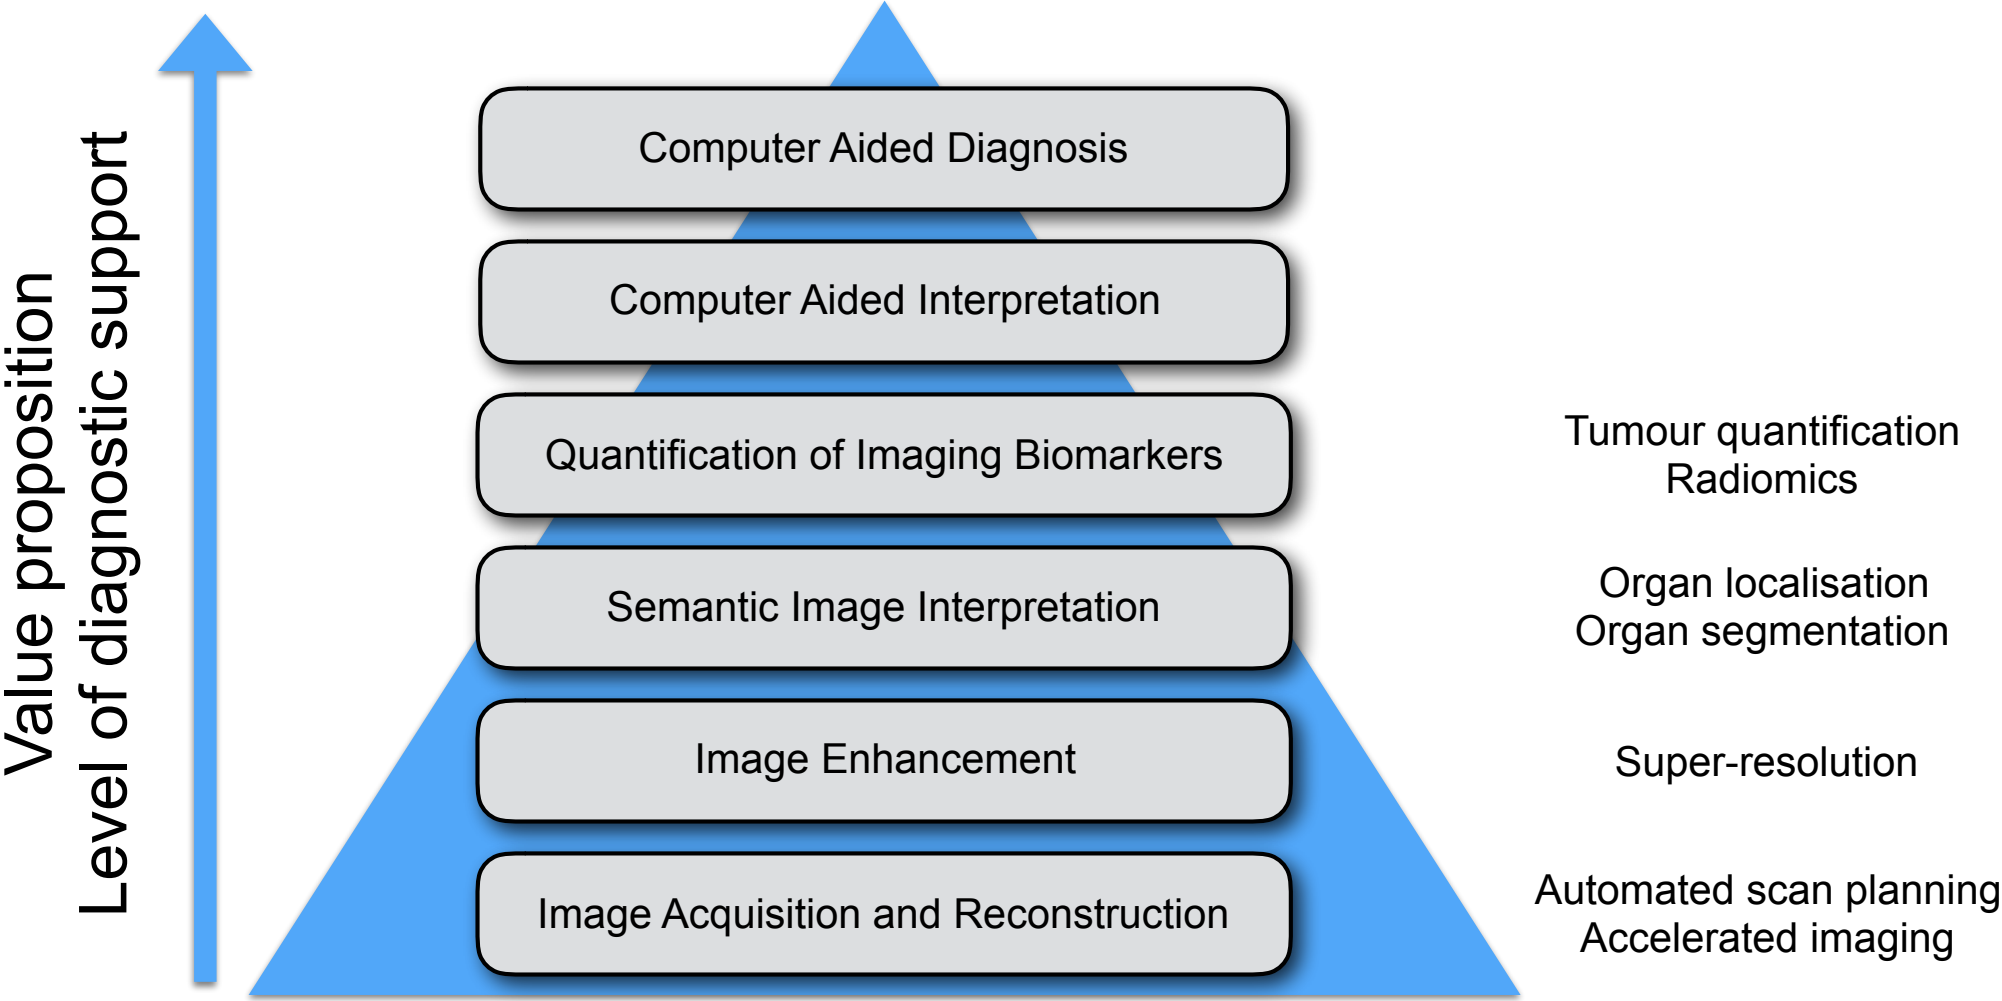 Value proposition
Level of diagnostic support
Computer Aided Diagnosis
Computer Aided Interpretation
Quantification of Imaging Biomarkers
Tumour quantification
Radiomics
Semantic Image Interpretation
Organ localisation
Organ segmentation
Image Enhancement
Super-resolution
Image Acquisition and Reconstruction
Automated scan planning
Accelerated imaging